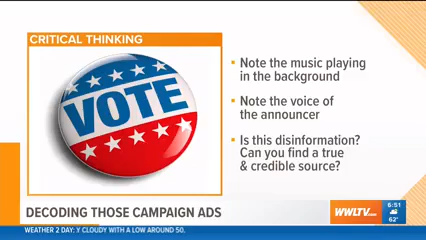 CRITICAL THINKING
VOTE
Note the music playing
in the background
Note the voice of
the announcer
Is this disinformation?
Can you find a true
& credible source?
DECODING THOSE CAMPAIGN ADS
WWLTV.com
6:51
62°
WEATHER 2 DAY: Y CLOUDY WITH A LOW AROUND 50.